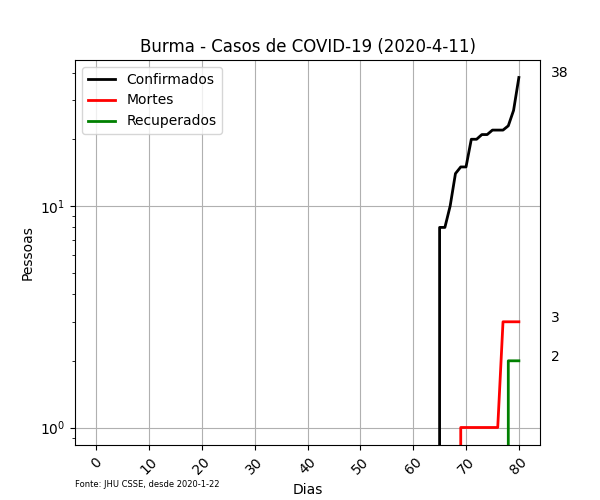 Burma - Casos de COVID-19 (2020-4-11)
Confirmados
Mortes
Recuperados
38
3
2
10¹
10⁰
Pessoas
0 10 20 30 40 50 60 70 80
Dias
Fonte: JHU CSSE, desde 2020-1-22